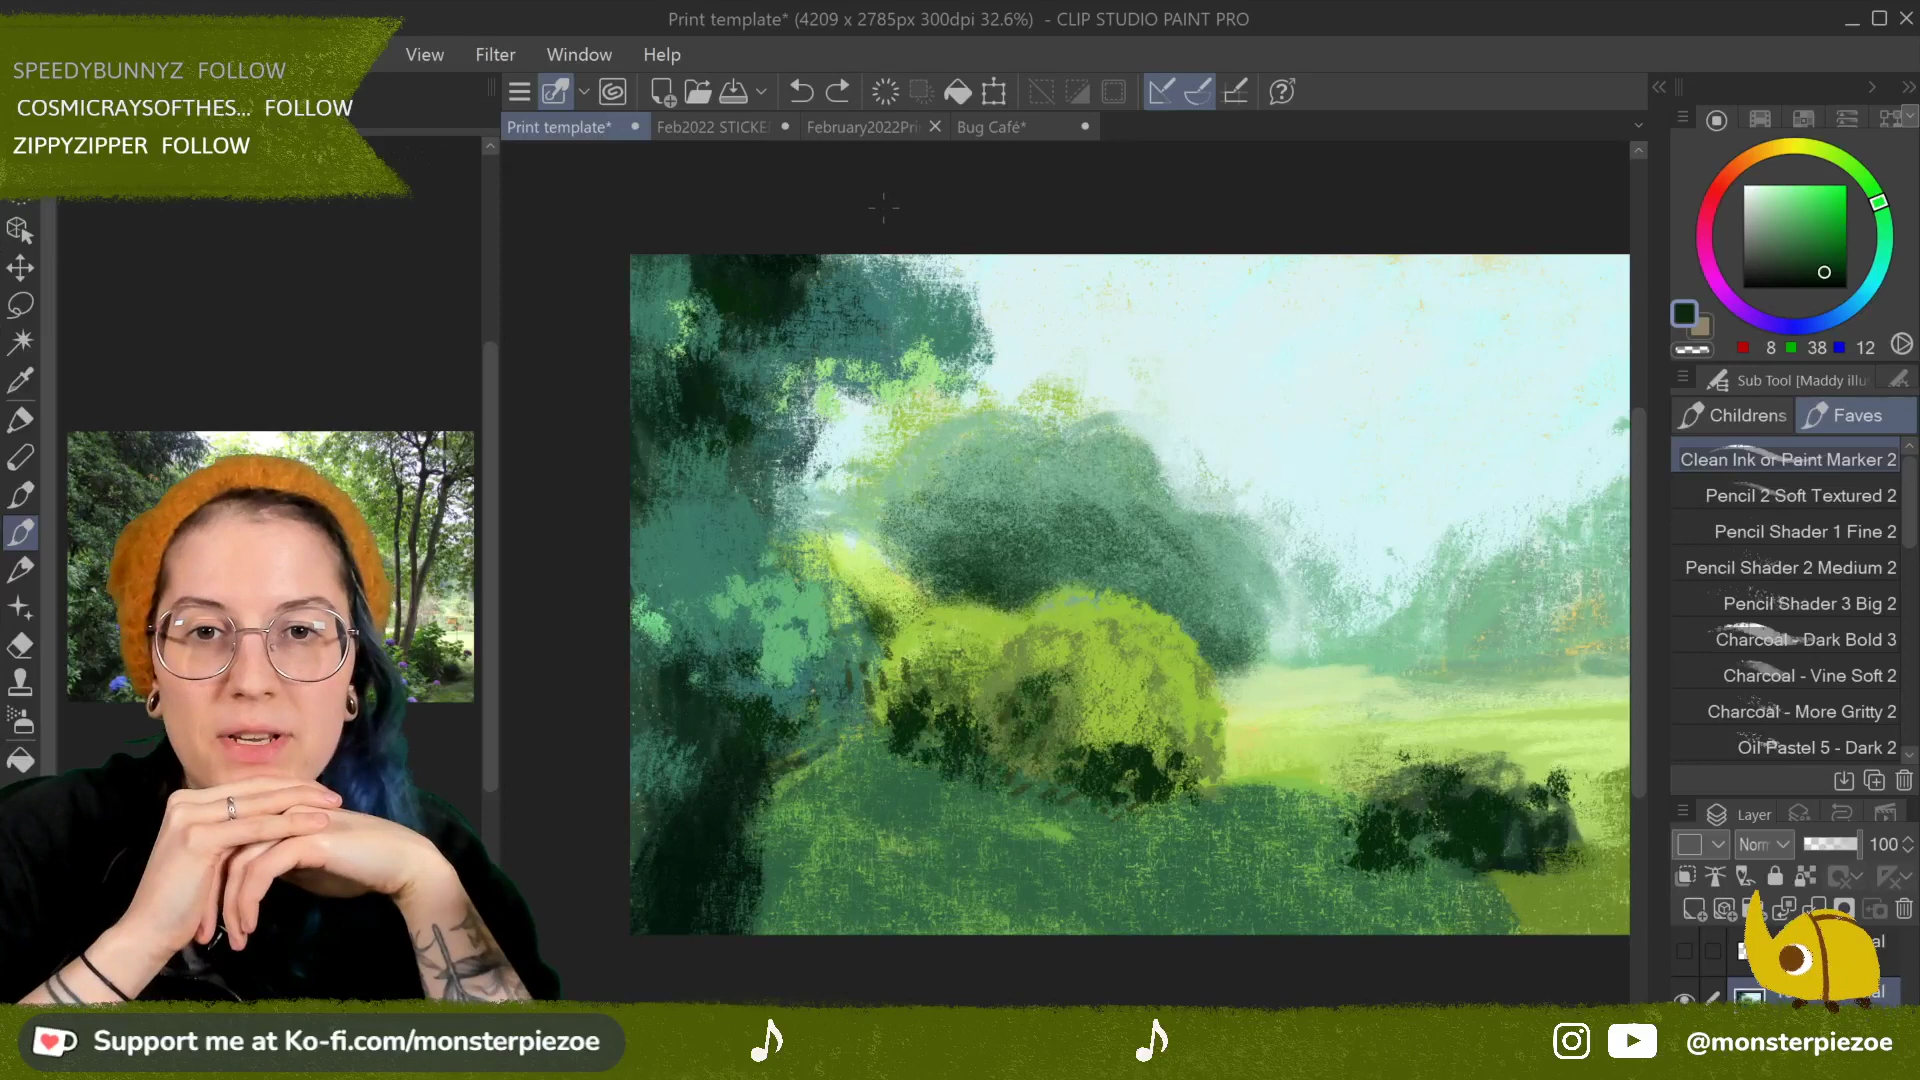 Print template* (4209 x 2785px 300dpi 32.6%) - CLIP STUDIO PAINT PRO
SPEEDYBUNNYZ FOLLOW
COSMICRAYSOFTHES... FOLLOW
ZIPPYZIPPER FOLLOW
View Filter Window Help
Print template* Feb2022 STICKE February2022Pri Bug Café*
8 38 12
Sub Tool [Maddy illu
Childrens Faves
Clean Ink or Paint Marker 2
Pencil 2 Soft Textured 2
Pencil Shader 1 Fine 2
Pencil Shader 2 Medium 2
Pencil Shader 3 Big 2
Charcoal - Dark Bold 3
Charcoal - Vine Soft 2
Charcoal - More Gritty 2
Oil Pastel 5 - Dark 2
Layer
Norr 100
al
al
Support me at Ko-fi.com/monsterpiezoe
@monsterpiezoe